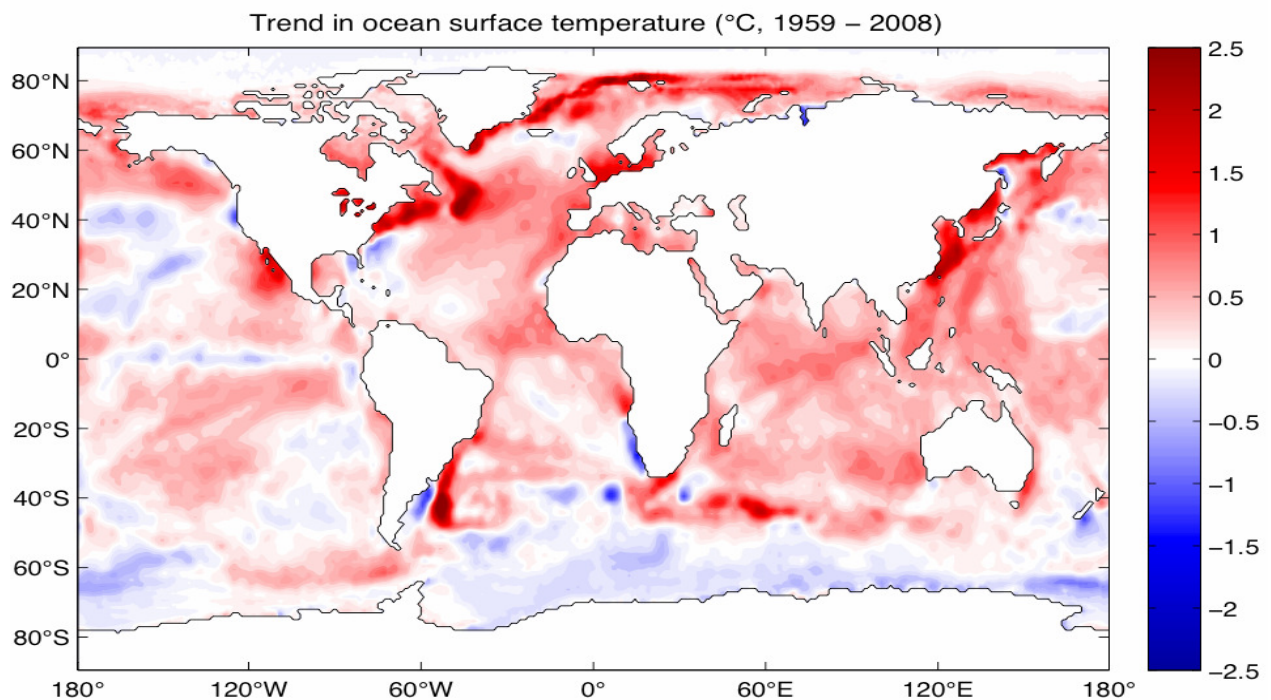 Trend in ocean surface temperature (°C, 1959 – 2008)
80°N
60°N
40°N
20°N
0°
20°S
40°S
60°S
80°S
180°
120°W
60°W
0°
60°E
120°E
180°
2.5
2
1.5
1
0.5
0
−0.5
−1
−1.5
−2
−2.5